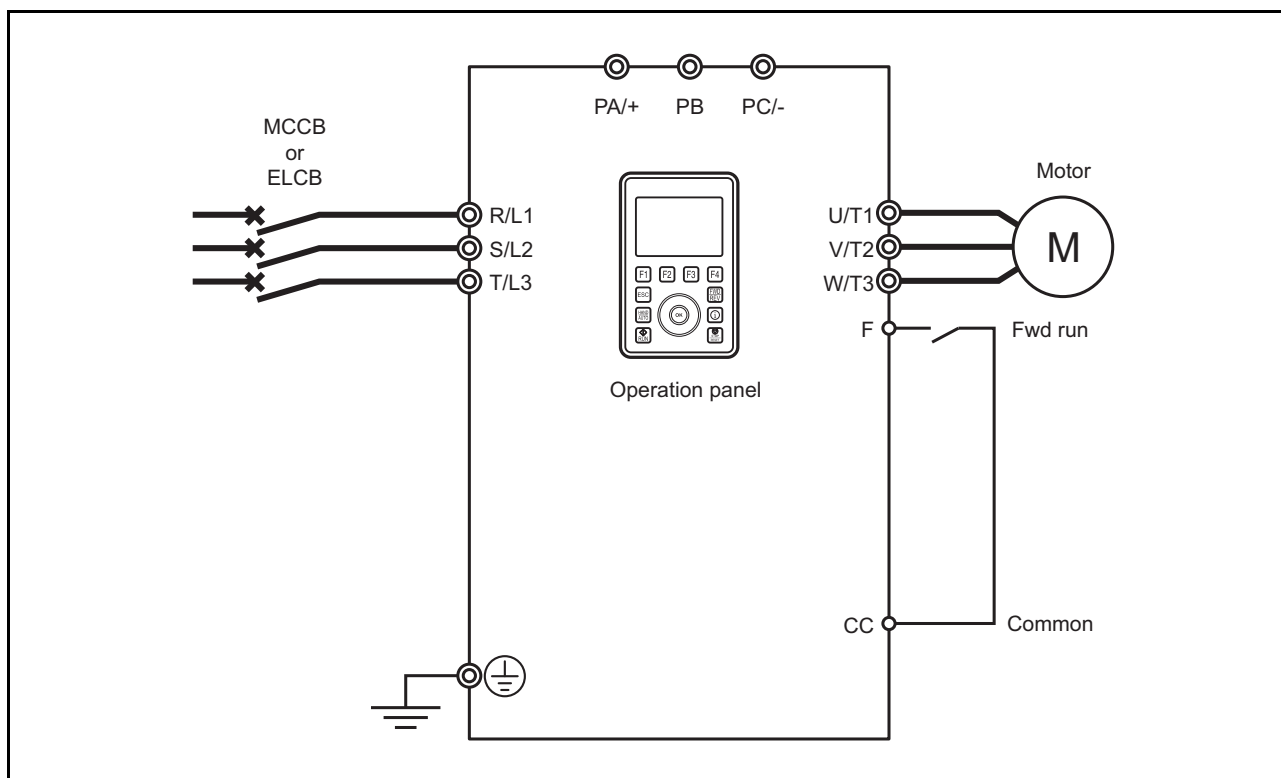 PA/+ PB PC/-
MCCB
or
ELCB
Motor
R/L1
S/L2
T/L3
U/T1
V/T2
W/T3
M
F1 F2 F3 F4
ESC
OK
RUN
F
Fwd run
Operation panel
CC
Common